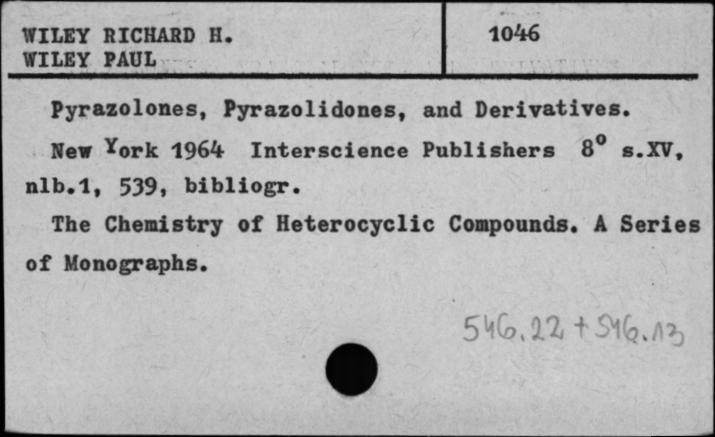 WILEY RICHARD H.
WILEY PAUL
1046
Pyrazolones, Pyrazolidones, and Derivatives.
New York 1964 Interscience Publishers 8° s.XV,
nlb.1, 539, bibliogr.
The Chemistry of Heterocyclic Compounds. A Series
of Monographs.
546.22 + 546.13